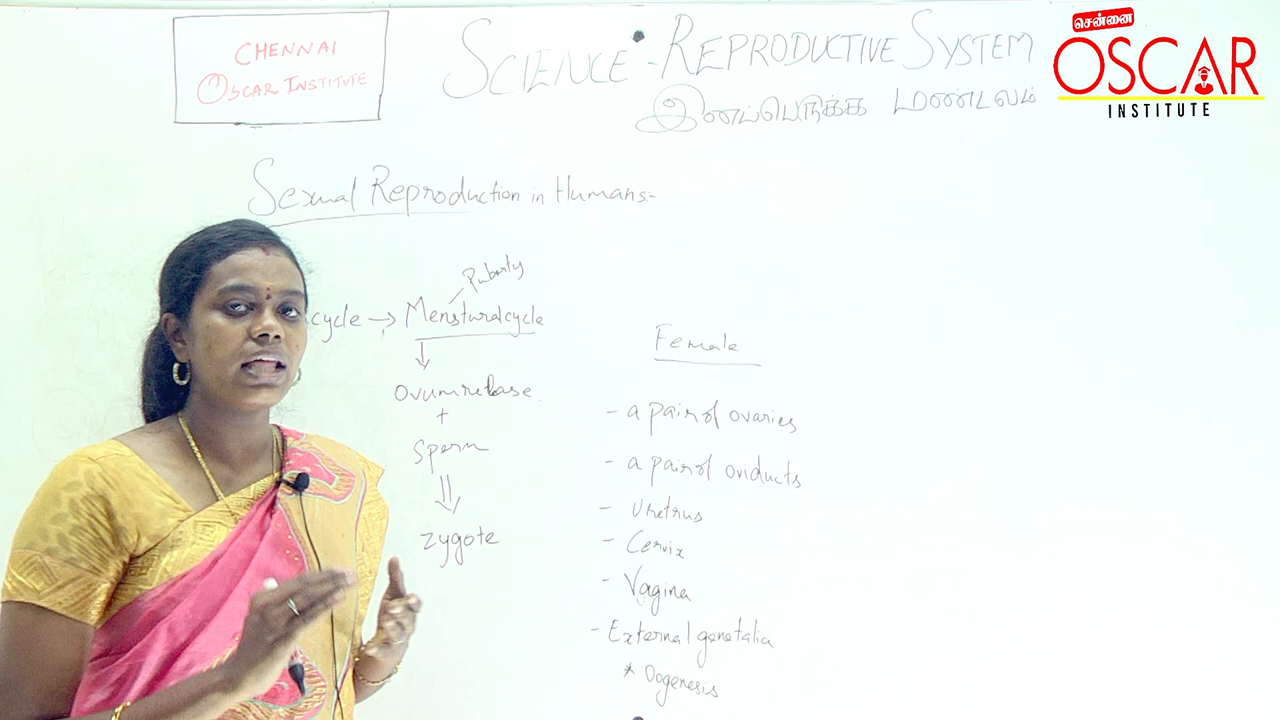 CHENNAI
OSCAR INSTITUTE
SCIENCE - REPRODUCTIVE SYSTEM
இனப்பெருக்க மண்டலம்
சென்னை
OSCAR
INSTITUTE
Sexual Reproduction in Humans:-
Puberty
cycle → Mensturalcycle
↓
Ovum release
+
Sperm
⇓
zygote
Female
- a pair of ovaries
- a pair of oviducts
- Uretrus
- Cervix
- Vagina
- External genetalia
* Oogenesis